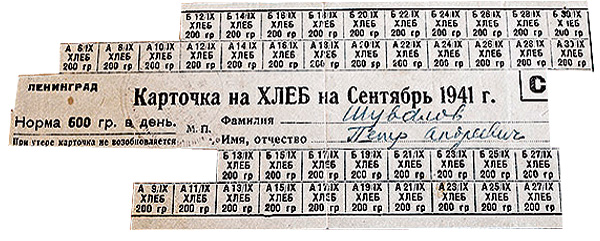 Б 12/IX Б 14/IX Б 16/IX Б 18/IX Б 20/IX Б 22/IX Б 24/IX Б 26/IX Б 28/IX Б 30/IX
ХЛЕБ ХЛЕБ ХЛЕБ ХЛЕБ ХЛЕБ ХЛЕБ ХЛЕБ ХЛЕБ ХЛЕБ ХЛЕБ
200 гр 200 гр 200 гр 200 гр 200 гр 200 гр 200 гр 200 гр 200 гр 200 гр
А 6/IX А 8/IX А 10/IX А 12/IX А 14/IX А 16/IX А 18/IX А 20/IX А 22/IX А 24/IX А 26/IX А 28/IX А 30/IX
ХЛЕБ ХЛЕБ ХЛЕБ ХЛЕБ ХЛЕБ ХЛЕБ ХЛЕБ ХЛЕБ ХЛЕБ ХЛЕБ ХЛЕБ ХЛЕБ ХЛЕБ
200 гр 200 гр 200 гр 200 гр 200 гр 200 гр 200 гр 200 гр 200 гр 200 гр 200 гр 200 гр 200 гр
ЛЕНИНГРАД
Карточка на ХЛЕБ на Сентябрь 1941 г.
С
Норма 600 гр. в день.
М.П.
Фамилия Шувалов
При утере карточка не возобновляется
Имя, отчество Петр Андреевич
Б 13/IX Б 15/IX Б 17/IX Б 19/IX Б 21/IX Б 23/IX Б 25/IX Б 27/IX
ХЛЕБ ХЛЕБ ХЛЕБ ХЛЕБ ХЛЕБ ХЛЕБ ХЛЕБ ХЛЕБ
200 гр 200 гр 200 гр 200 гр 200 гр 200 гр 200 гр 200 гр
А 9/IX А 11/IX А 13/IX А 15/IX А 17/IX А 19/IX А 21/IX А 23/IX А 25/IX А 27/IX
ХЛЕБ ХЛЕБ ХЛЕБ ХЛЕБ ХЛЕБ ХЛЕБ ХЛЕБ ХЛЕБ ХЛЕБ ХЛЕБ
200 гр 200 гр 200 гр 200 гр 200 гр 200 гр 200 гр 200 гр 200 гр 200 гр